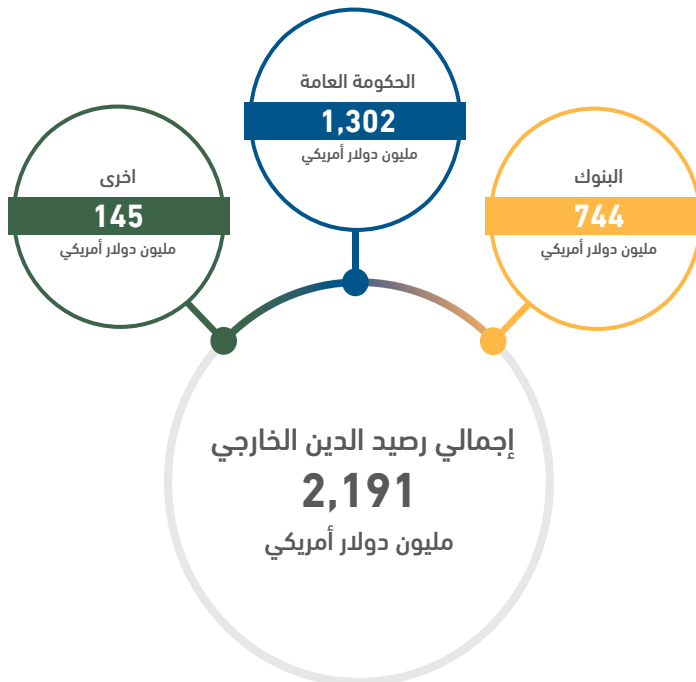 الحكومة العامة
1,302
مليون دولار أمريكي
البنوك
744
مليون دولار أمريكي
اخرى
145
مليون دولار أمريكي
إجمالي رصيد الدين الخارجي
2,191
مليون دولار أمريكي